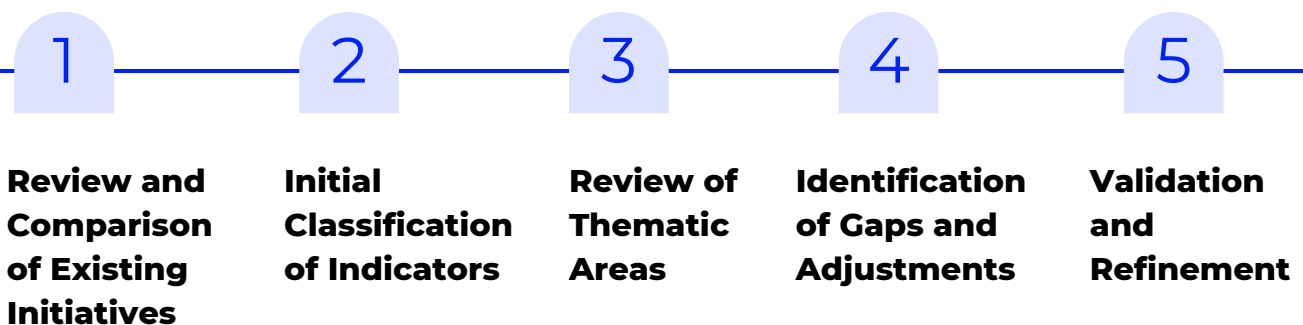 1
Review and
Comparison
of Existing
Initiatives
2
Initial
Classification
of Indicators
3
Review of
Thematic
Areas
4
Identification
of Gaps and
Adjustments
5
Validation
and
Refinement